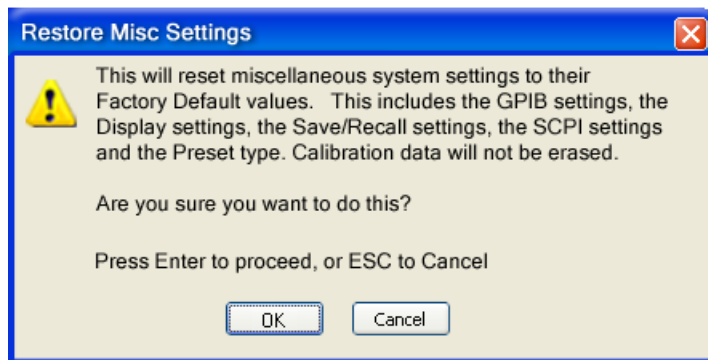 Restore Misc Settings
This will reset miscellaneous system settings to their
Factory Default values.   This includes the GPIB settings, the
Display settings, the Save/Recall settings, the SCPI settings
and the Preset type. Calibration data will not be erased.
Are you sure you want to do this?
Press Enter to proceed, or ESC to Cancel
OK
Cancel